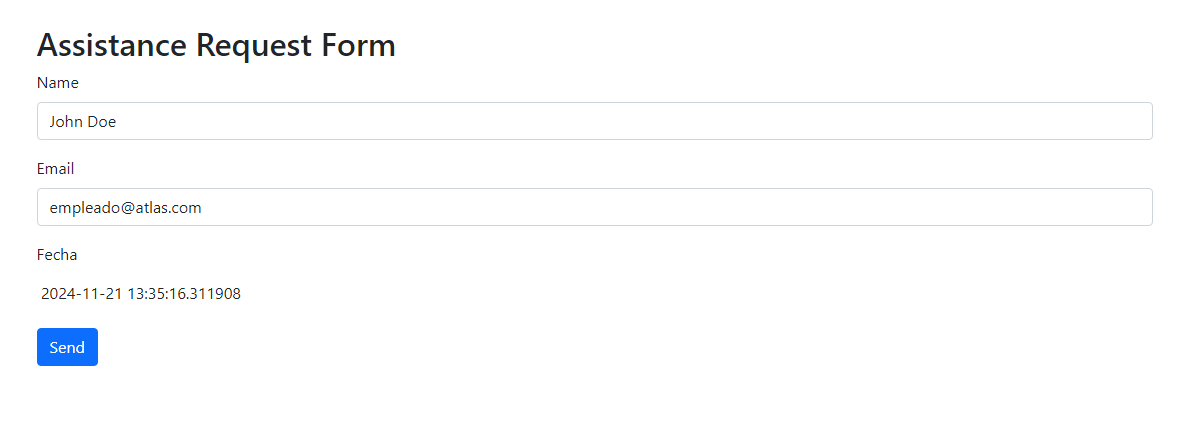 Assistance Request Form
Name
John Doe
Email
empleado@atlas.com
Fecha
2024-11-21 13:35:16.311908
Send